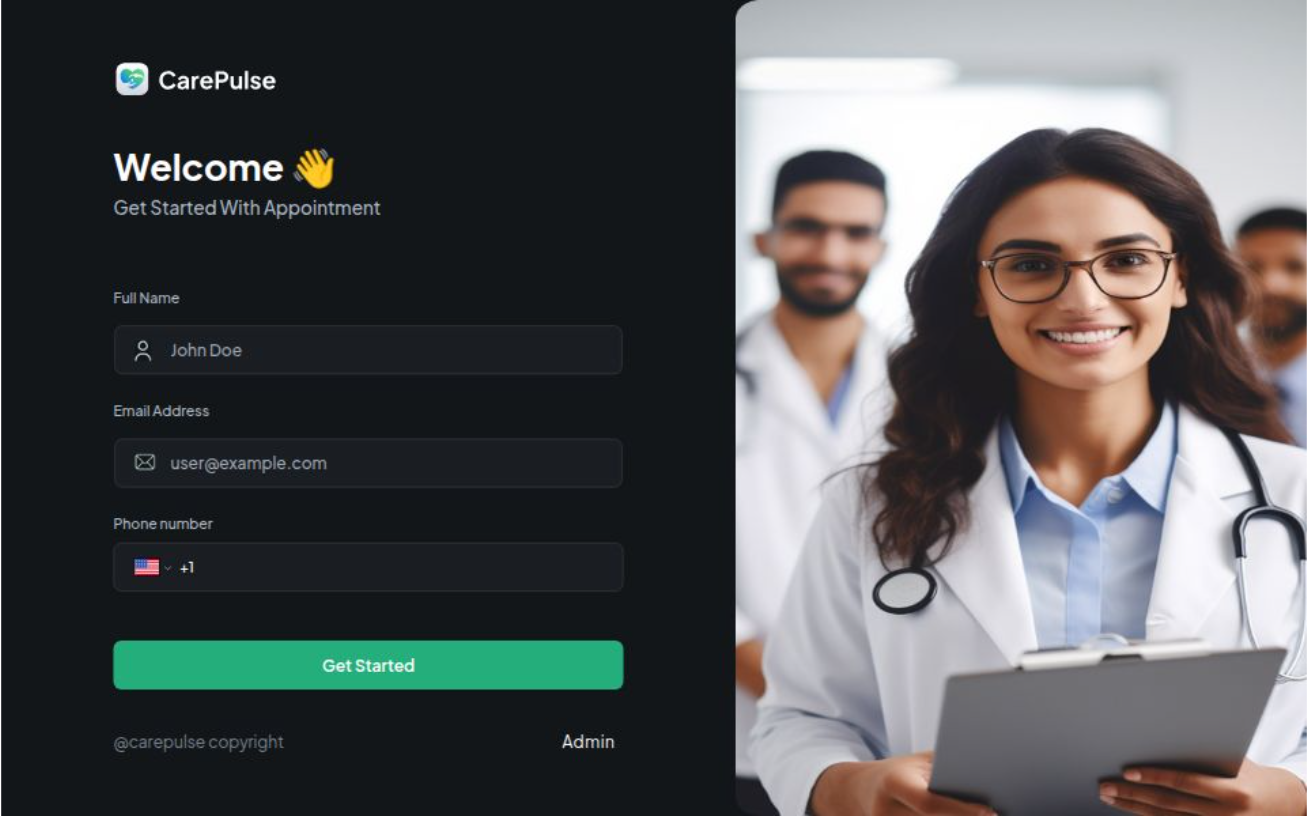 CarePulse
Welcome 👋
Get Started With Appointment
Full Name
John Doe
Email Address
user@example.com
Phone number
+1
Get Started
@carepulse copyright
Admin